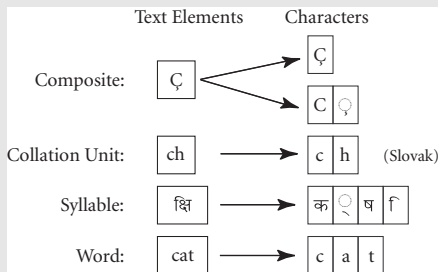 Text Elements Characters
Ç
Composite: Ç
C ◌̧
Collation Unit: ch c h (Slovak)
Syllable: क्षि क ◌् ष ि
Word: cat c a t